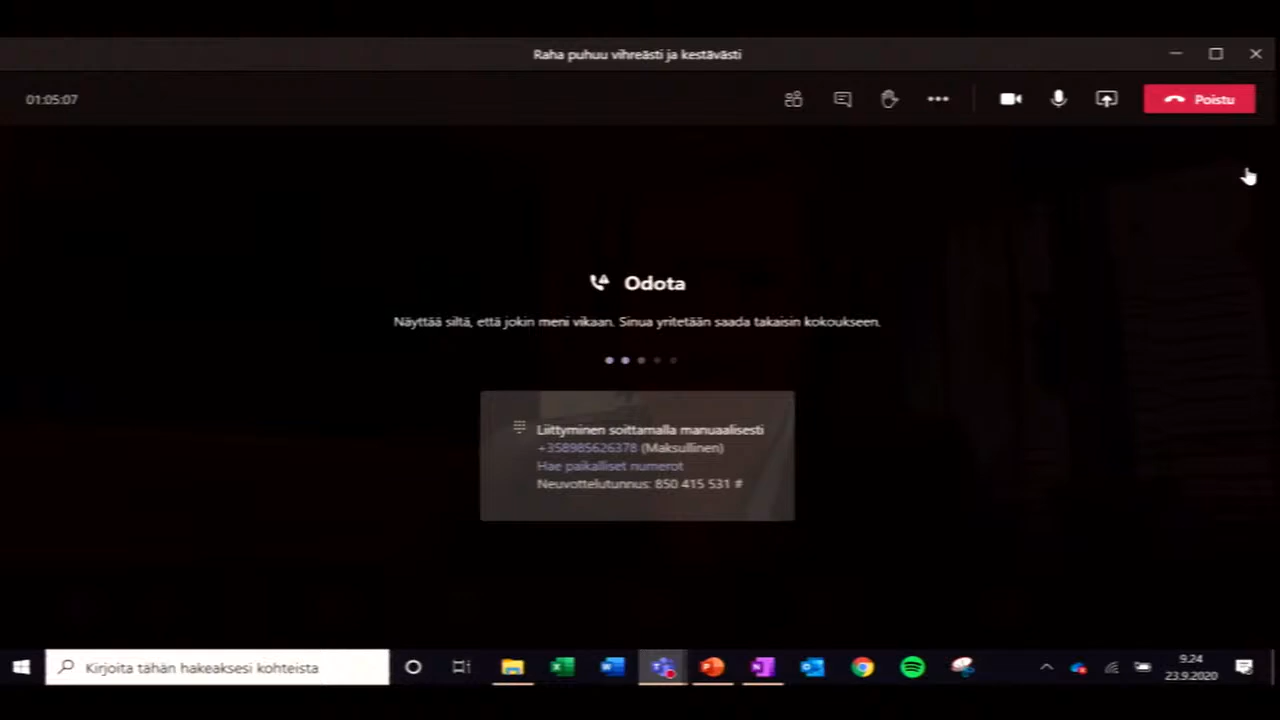 Raha puhuu vihreästi ja kestävästi
01:05:07
Poistu
Odota
Näyttää siltä, että jokin meni vikaan. Sinua yritetään saada takaisin kokoukseen.
Liittyminen soittamalla manuaalisesti
+358985626378 (Maksullinen)
Hae paikalliset numerot
Neuvottelutunnus: 850 415 531 #
Kirjoita tähän hakeaksesi kohteista
9.24
23.9.2020